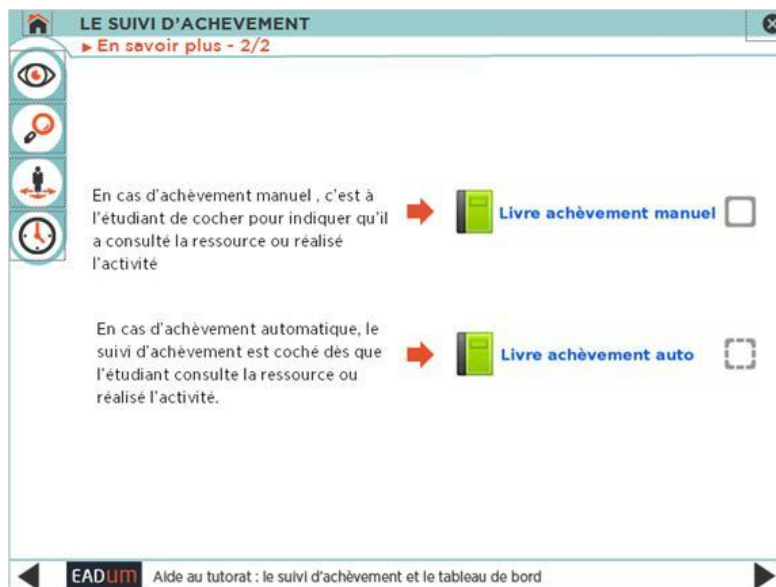 LE SUIVI D'ACHEVEMENT
▸ En savoir plus - 2/2
En cas d'achèvement manuel , c'est à
l'étudiant de cocher pour indiquer qu'il
a consulté la ressource ou réalisé
l'activité
Livre achèvement manuel
En cas d'achèvement automatique, le
suivi d'achèvement est coché dès que
l'étudiant consulte la ressource ou
réalisé l'activité.
Livre achèvement auto
EADum Aide au tutorat : le suivi d'achèvement et le tableau de bord